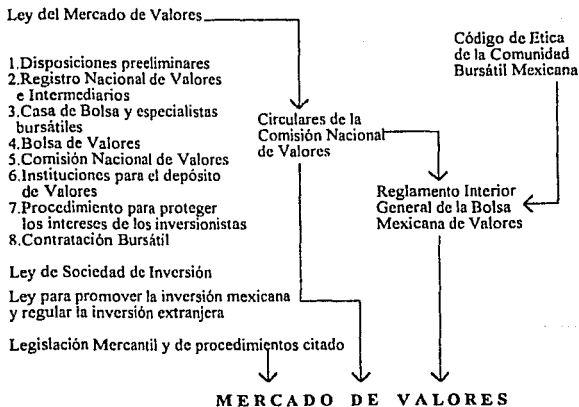 Ley del Mercado de Valores
1.Disposiciones preeliminares
2.Registro Nacional de Valores
e Intermediarios
3.Casa de Bolsa y especialistas
bursátiles
4.Bolsa de Valores
5.Comisión Nacional de Valores
6.Instituciones para el depósito
de Valores
7.Procedimiento para proteger
los intereses de los inversionistas
8.Contratación Bursátil
Ley de Sociedad de Inversión
Ley para promover la inversión mexicana
y regular la inversión extranjera
Legislación Mercantil y de procedimientos citado
Circulares de la
Comisión Nacional
de Valores
Código de Etica
de la Comunidad
Bursátil Mexicana
Reglamento Interior
General de la Bolsa
Mexicana de Valores
MERCADO DE VALORES